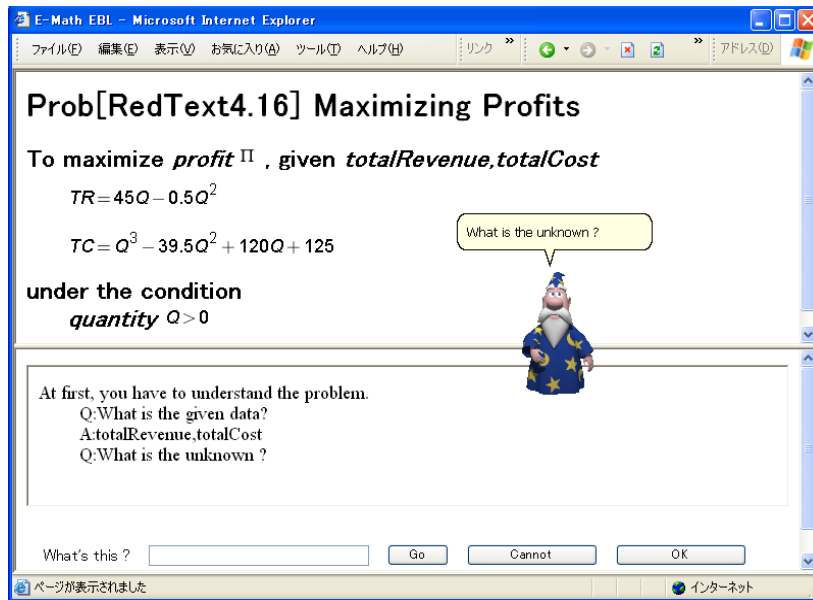 E-Math EBL - Microsoft Internet Explorer
ファイル(F) 編集(E) 表示(V) お気に入り(A) ツール(T) ヘルプ(H) リンク » » アドレス(D)
Prob[RedText4.16] Maximizing Profits
To maximize profit Π , given totalRevenue,totalCost
TR=45Q−0.5Q²
TC=Q³−39.5Q²+120Q+125
What is the unknown ?
under the condition
quantity Q>0
At first, you have to understand the problem.
Q:What is the given data?
A:totalRevenue,totalCost
Q:What is the unknown ?
What's this ? Go Cannot OK
ページが表示されました インターネット